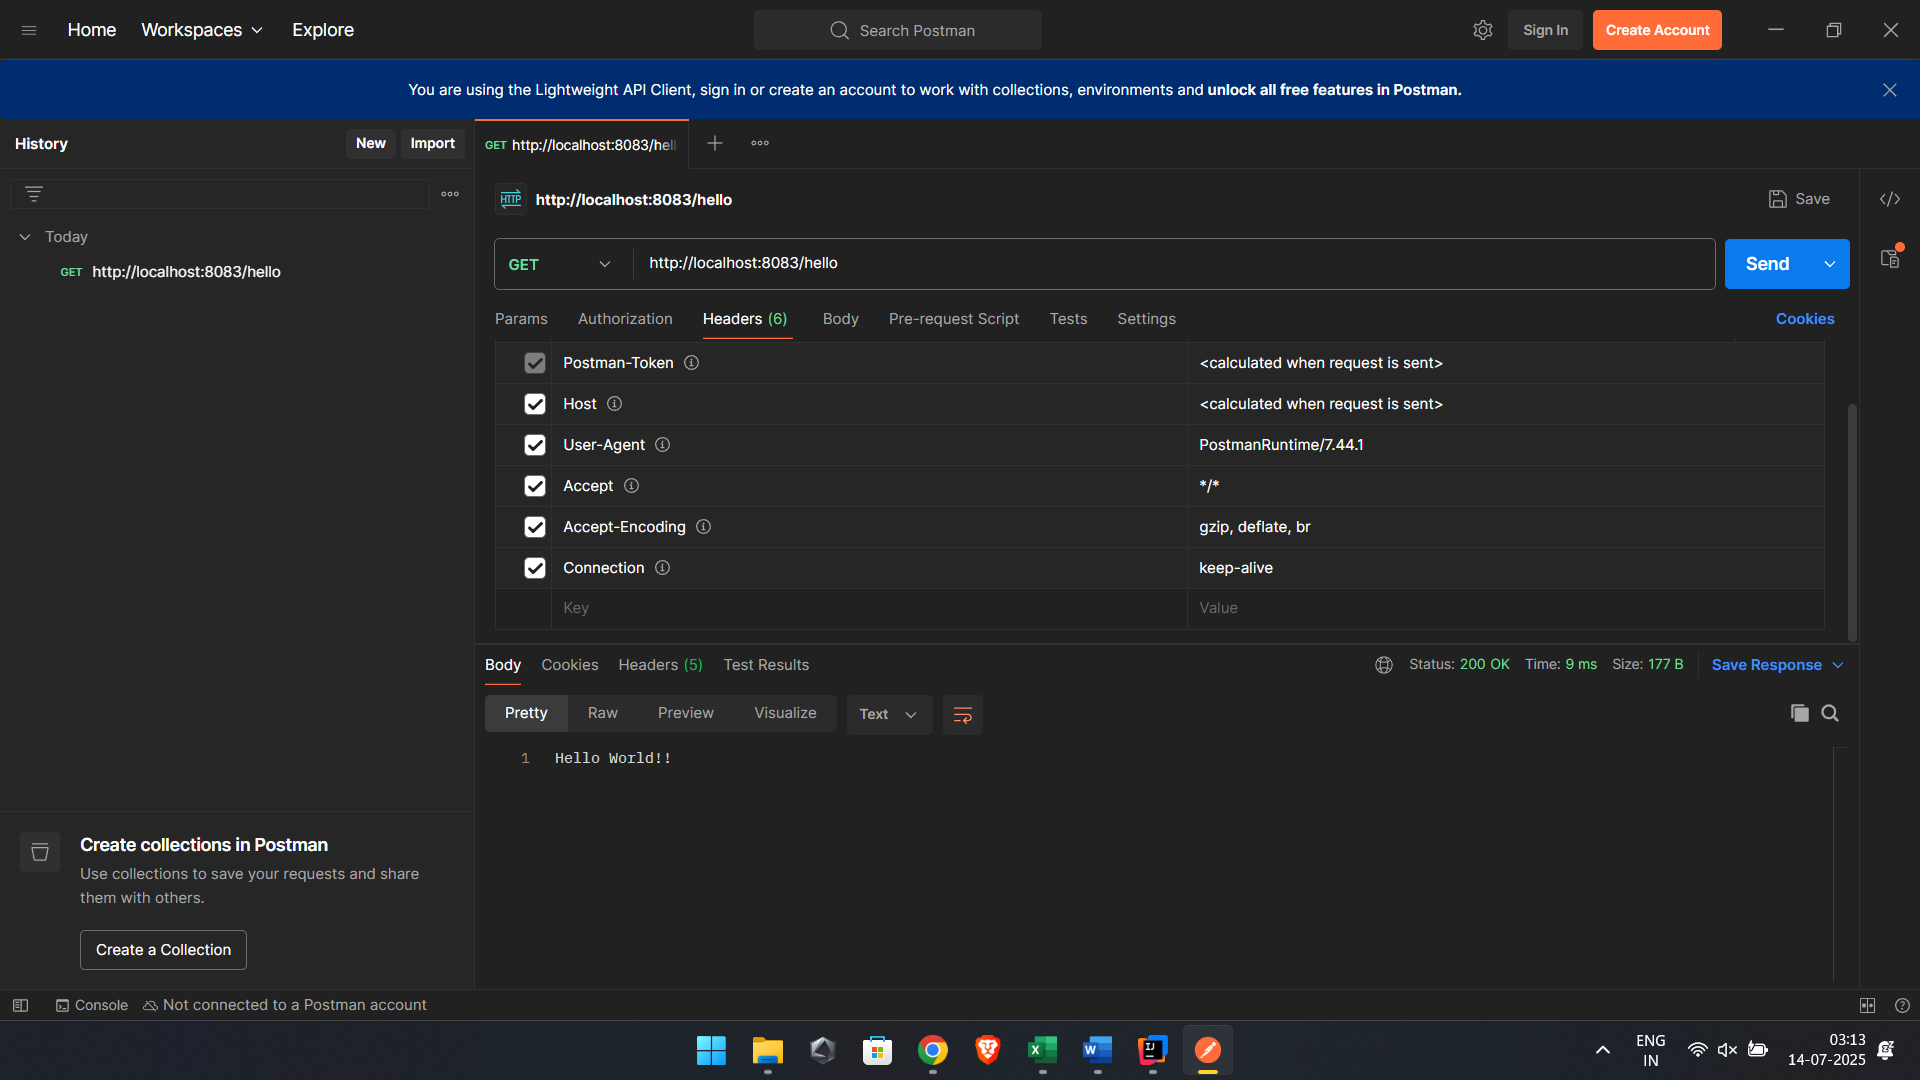 Home Workspaces Explore
Search Postman
Sign In Create Account
You are using the Lightweight API Client, sign in or create an account to work with collections, environments and unlock all free features in Postman.
History New Import
GET http://localhost:8083/hell
HTTP http://localhost:8083/hello
Save
Today
GET http://localhost:8083/hello
GET http://localhost:8083/hello
Send
Params Authorization Headers (6) Body Pre-request Script Tests Settings Cookies
Postman-Token <calculated when request is sent>
Host <calculated when request is sent>
User-Agent PostmanRuntime/7.44.1
Accept */*
Accept-Encoding gzip, deflate, br
Connection keep-alive
Key Value
Body Cookies Headers (5) Test Results
Status: 200 OK Time: 9 ms Size: 177 B Save Response
Pretty Raw Preview Visualize Text
1 Hello World!!
Create collections in Postman
Use collections to save your requests and share
them with others.
Create a Collection
Console Not connected to a Postman account
ENG
IN
03:13
14-07-2025